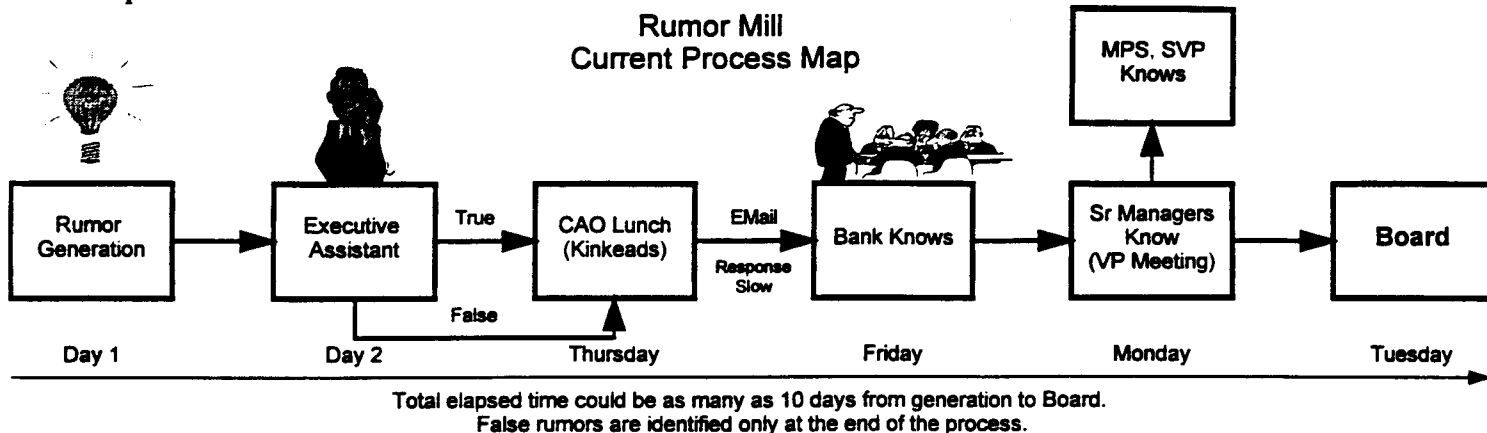 Rumor Mill
Current Process Map
MPS, SVP
Knows
Rumor
Generation
Executive
Assistant
True
False
CAO Lunch
(Kinkeads)
EMail
Response
Slow
Bank Knows
Sr Managers
Know
(VP Meeting)
Board
Day 1
Day 2
Thursday
Friday
Monday
Tuesday
Total elapsed time could be as many as 10 days from generation to Board.
False rumors are identified only at the end of the process.